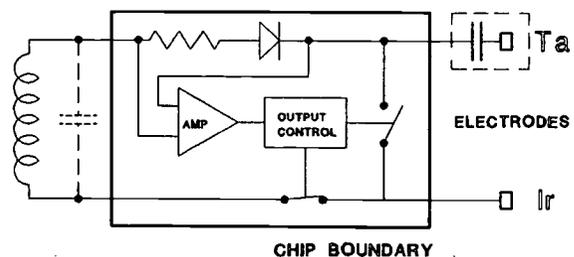 Ta
AMP
OUTPUT
CONTROL
ELECTRODES
Ir
CHIP BOUNDARY